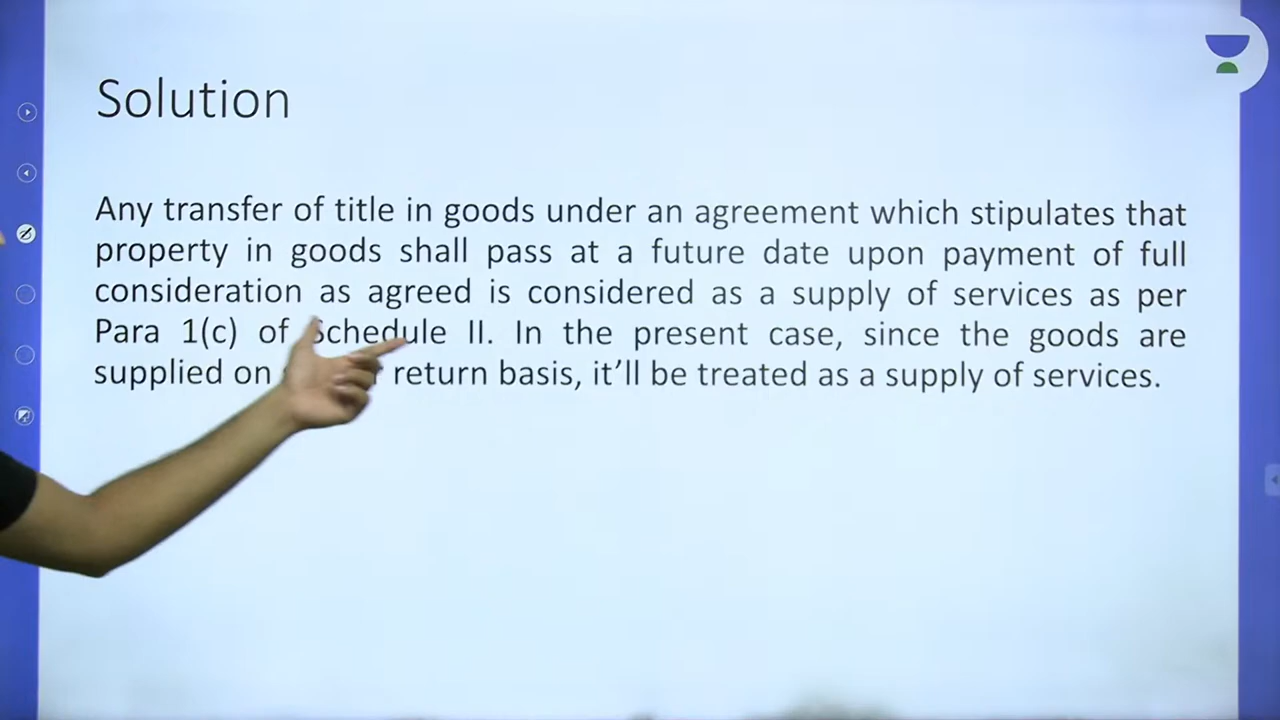 Solution
Any transfer of title in goods under an agreement which stipulates that
property in goods shall pass at a future date upon payment of full
consideration as agreed is considered as a supply of services as per
Para 1(c) of Schedule II. In the present case, since the goods are
supplied on return basis, it’ll be treated as a supply of services.